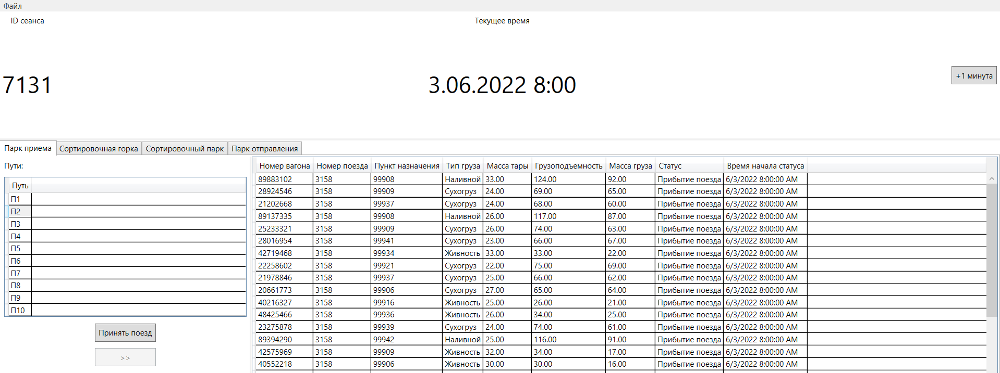 Файл
ID сеанса Текущее время
7131 3.06.2022 8:00 +1 минута
Парк приема Сортировочная горка Сортировочный парк Парк отправления
Пути:
Путь
П1
П2
П3
П4
П5
П6
П7
П8
П9
П10
Принять поезд
>>
Номер вагона Номер поезда Пункт назначения Тип груза Масса тары Грузоподъемность Масса груза Статус Время начала статуса
89883102 3158 99908 Наливной 33.00 124.00 92.00 Прибытие поезда 6/3/2022 8:00:00 AM
28924546 3158 99909 Сухогруз 24.00 69.00 65.00 Прибытие поезда 6/3/2022 8:00:00 AM
21202668 3158 99937 Сухогруз 24.00 68.00 60.00 Прибытие поезда 6/3/2022 8:00:00 AM
89137335 3158 99908 Наливной 26.00 117.00 87.00 Прибытие поезда 6/3/2022 8:00:00 AM
25233321 3158 99909 Сухогруз 26.00 74.00 63.00 Прибытие поезда 6/3/2022 8:00:00 AM
28016954 3158 99941 Сухогруз 23.00 66.00 67.00 Прибытие поезда 6/3/2022 8:00:00 AM
42719468 3158 99934 Живность 33.00 33.00 22.00 Прибытие поезда 6/3/2022 8:00:00 AM
22258602 3158 99921 Сухогруз 22.00 75.00 69.00 Прибытие поезда 6/3/2022 8:00:00 AM
21978846 3158 99937 Сухогруз 25.00 66.00 62.00 Прибытие поезда 6/3/2022 8:00:00 AM
20661773 3158 99906 Сухогруз 27.00 65.00 64.00 Прибытие поезда 6/3/2022 8:00:00 AM
40216327 3158 99916 Живность 25.00 26.00 21.00 Прибытие поезда 6/3/2022 8:00:00 AM
48425466 3158 99936 Живность 26.00 34.00 25.00 Прибытие поезда 6/3/2022 8:00:00 AM
23275878 3158 99939 Сухогруз 24.00 74.00 61.00 Прибытие поезда 6/3/2022 8:00:00 AM
89394290 3158 99942 Наливной 25.00 116.00 91.00 Прибытие поезда 6/3/2022 8:00:00 AM
42575969 3158 99909 Живность 32.00 34.00 17.00 Прибытие поезда 6/3/2022 8:00:00 AM
40552218 3158 99906 Живность 30.00 30.00 16.00 Прибытие поезда 6/3/2022 8:00:00 AM